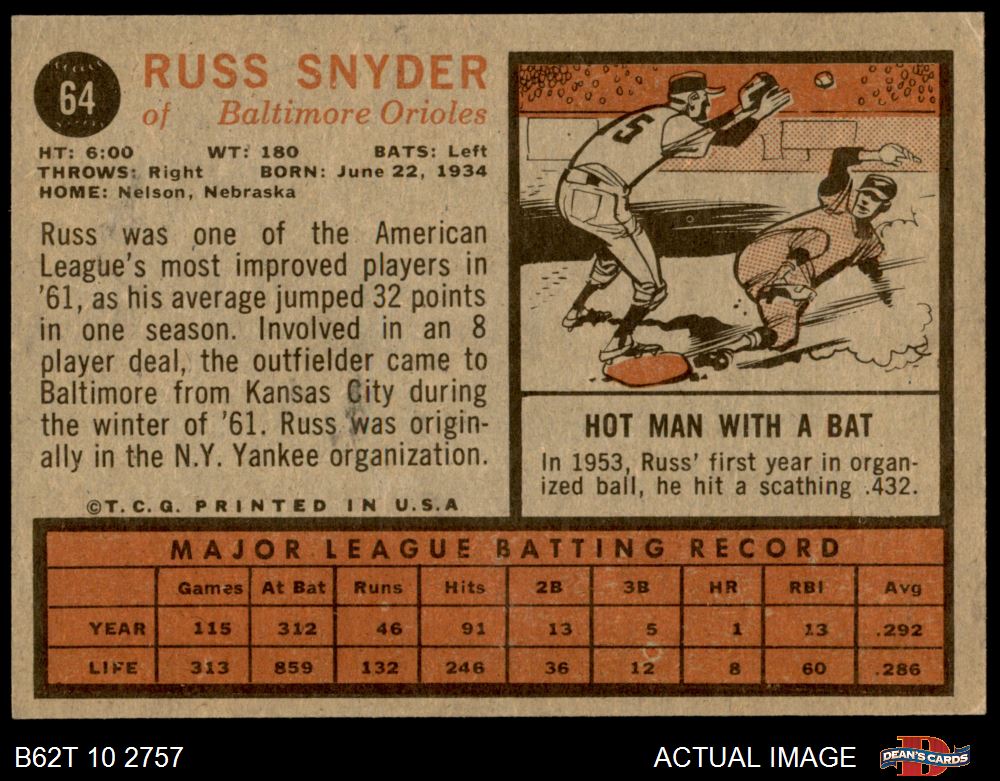 64
RUSS SNYDER
of Baltimore Orioles
HT: 6:00 WT: 180 BATS: Left
THROWS: Right BORN: June 22, 1934
HOME: Nelson, Nebraska
Russ was one of the American
League's most improved players in
'61, as his average jumped 32 points
in one season. Involved in an 8
player deal, the outfielder came to
Baltimore from Kansas City during
the winter of '61. Russ was origin-
ally in the N.Y. Yankee organization.
©T.C.G. PRINTED IN U.S.A
15
HOT MAN WITH A BAT
In 1953, Russ' first year in organ-
ized ball, he hit a scathing .432.
MAJOR LEAGUE BATTING RECORD
Games At Bat Runs Hits 2B 3B HR RBI Avg
YEAR 115 312 46 91 13 5 1 13 .292
LIFE 313 859 132 246 36 12 8 60 .286
B62T 10 2757 ACTUAL IMAGE
D
DEAN'S CARDS